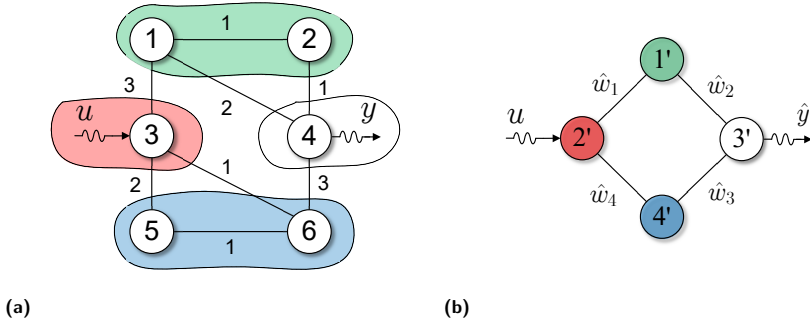 1
1 2
3 1
2
u y
3 4
1
2 3
5 6
1
(a)
1'
ŵ₁ ŵ₂
u ŷ
2' 3'
ŵ₄ ŵ₃
4'
(b)